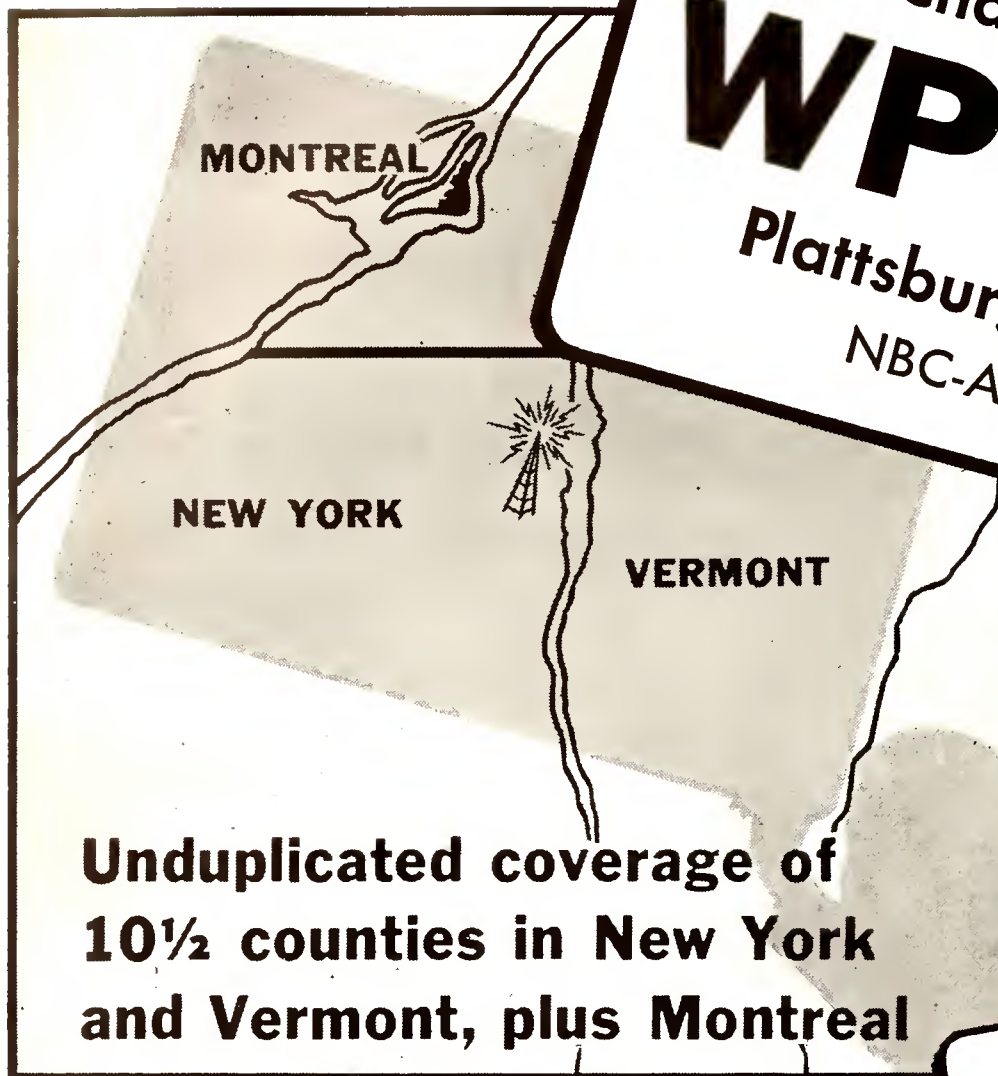 WP
Plattsbur
NBC-A
MONTREAL
NEW YORK
VERMONT
Unduplicated coverage of
10½ counties in New York
and Vermont, plus Montreal